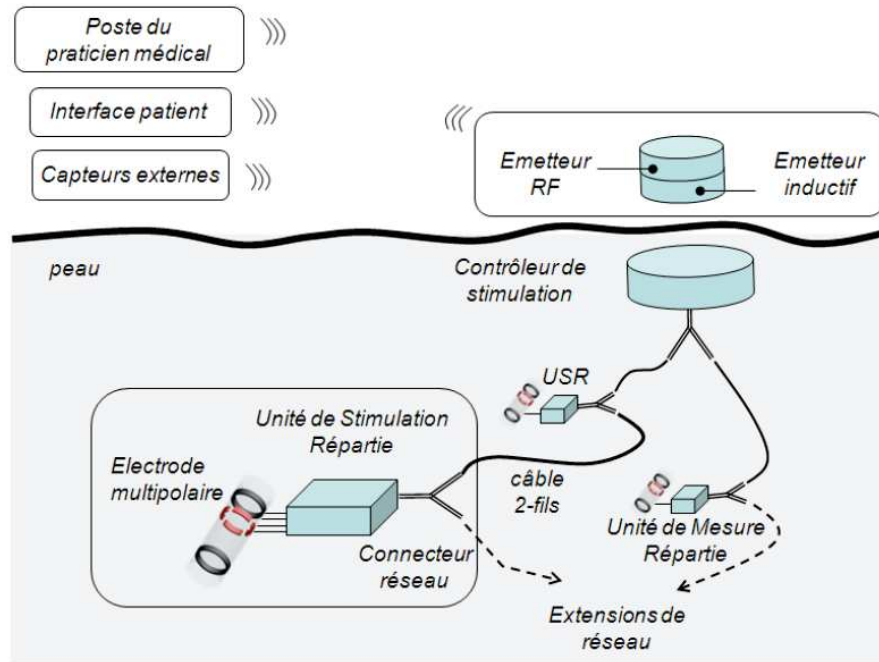 Poste du
praticien médical
Interface patient
Capteurs externes
Emetteur
RF
Emetteur
inductif
peau
Contrôleur de
stimulation
USR
Unité de Stimulation
Répartie
Electrode
multipolaire
câble
2-fils
Connecteur
réseau
Unité de Mesure
Répartie
Extensions de
réseau